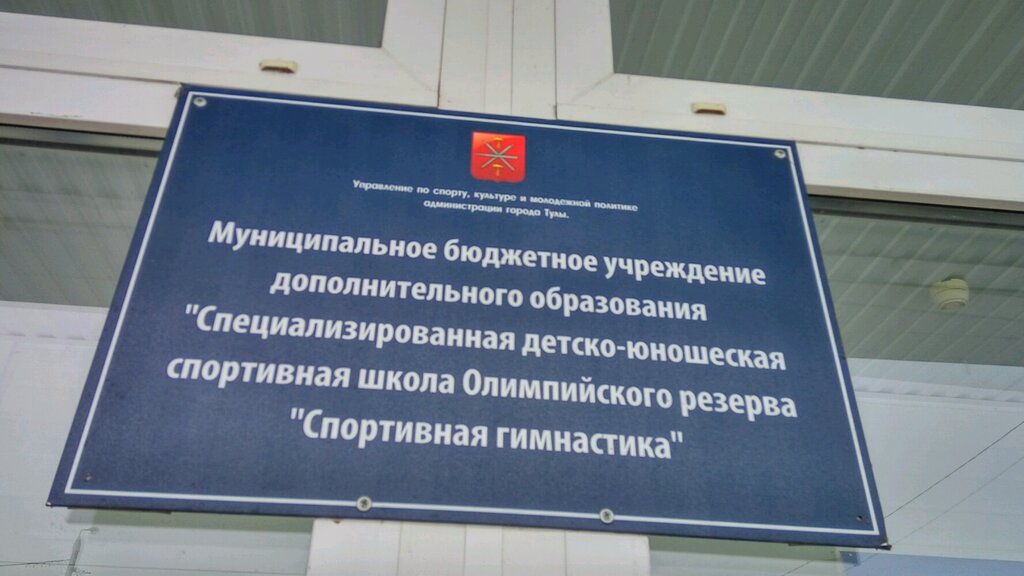 Управление по спорту, культуре и молодежной политике
администрации города Тулы.
Муниципальное бюджетное учреждение
дополнительного образования
"Специализированная детско-юношеская
спортивная школа Олимпийского резерва
"Спортивная гимнастика"